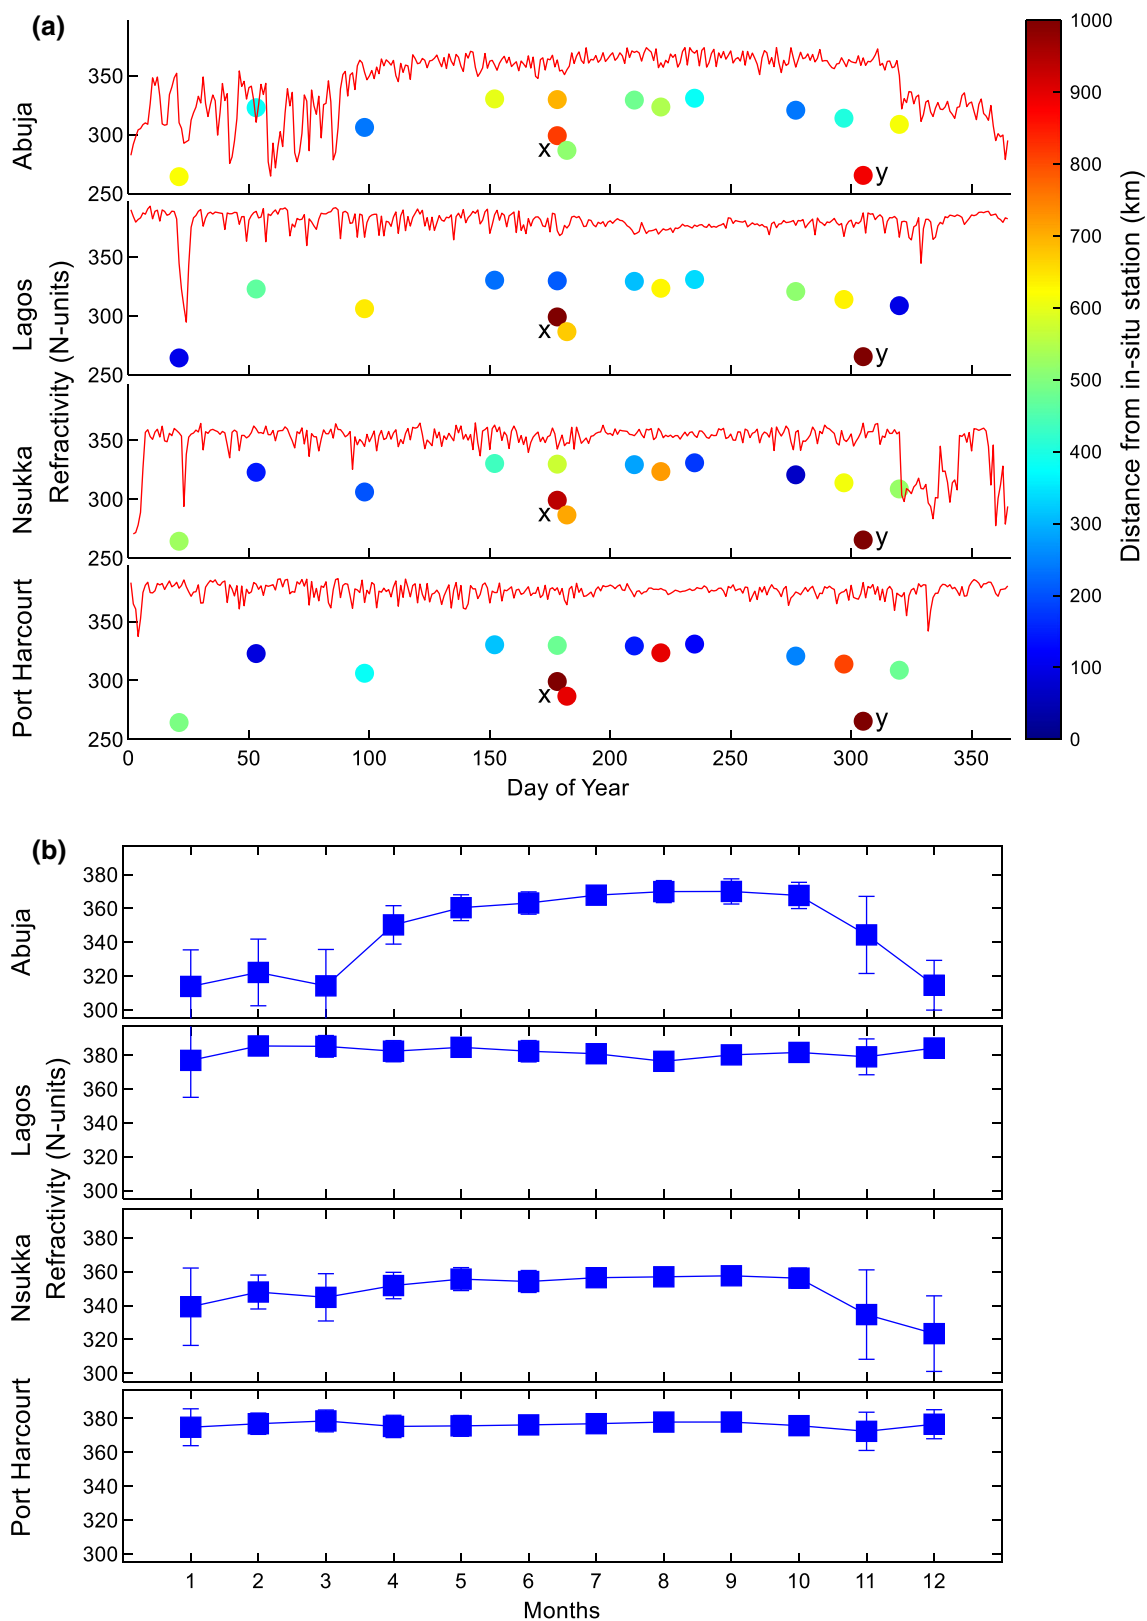 (a)
Abuja
350
300
250
x
y
Lagos
Refractivity (N-units)
350
300
250
x
y
Nsukka
350
300
250
x
y
Port Harcourt
350
300
250
x
y
0 50 100 150 200 250 300 350
Day of Year
1000
900
800
700
600
500
400
300
200
100
0
Distance from in-situ station (km)
(b)
Abuja
380
360
340
320
300
Lagos
Refractivity (N-units)
380
360
340
320
300
Nsukka
380
360
340
320
300
Port Harcourt
380
360
340
320
300
1 2 3 4 5 6 7 8 9 10 11 12
Months